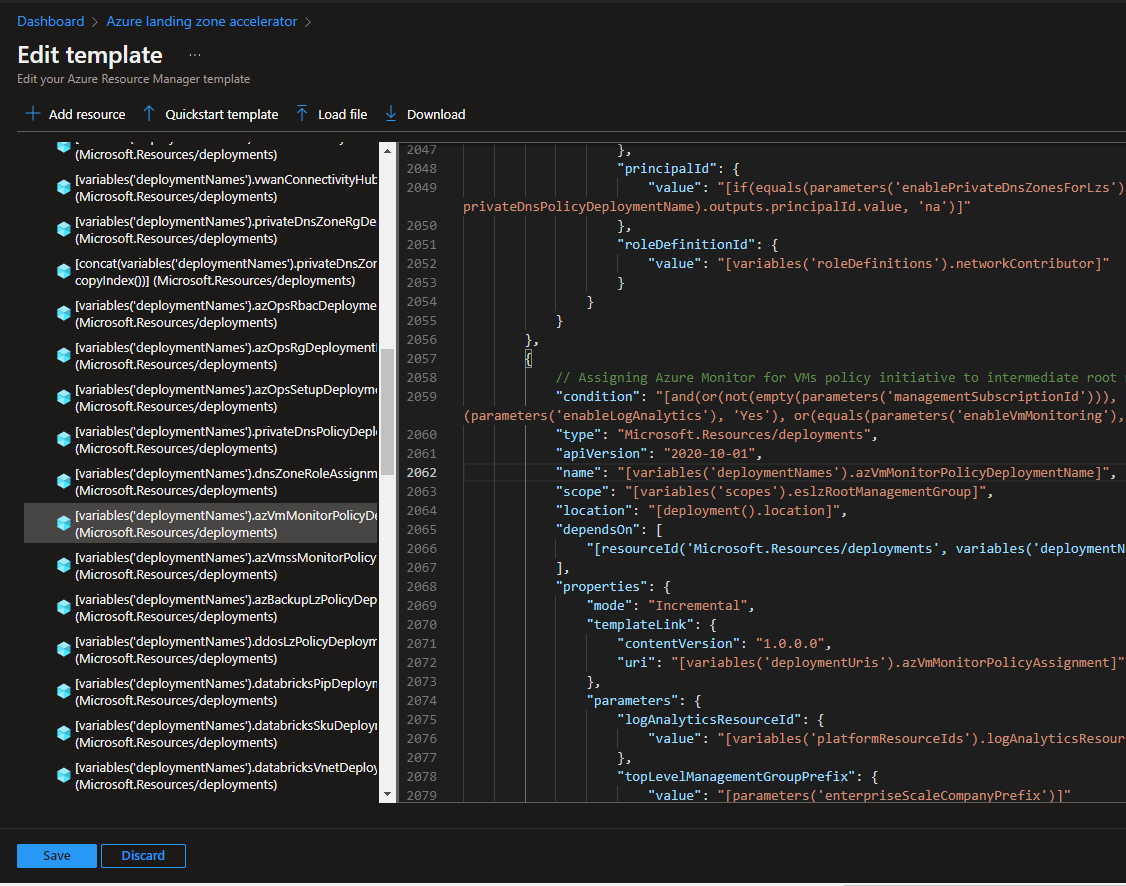 Dashboard > Azure landing zone accelerator >
Edit template ...
Edit your Azure Resource Manager template
Add resource Quickstart template Load file Download
(Microsoft.Resources/deployments)
[variables('deploymentNames').vwanConnectivityHub
(Microsoft.Resources/deployments)
[variables('deploymentNames').privateDnsZoneRgDe
(Microsoft.Resources/deployments)
[concat(variables('deploymentNames').privateDnsZor
copyIndex())] (Microsoft.Resources/deployments)
[variables('deploymentNames').azOpsRbacDeployme
(Microsoft.Resources/deployments)
[variables('deploymentNames').azOpsRgDeployment
(Microsoft.Resources/deployments)
[variables('deploymentNames').azOpsSetupDeploym
(Microsoft.Resources/deployments)
[variables('deploymentNames').privateDnsPolicyDepl
(Microsoft.Resources/deployments)
[variables('deploymentNames').dnsZoneRoleAssignm
(Microsoft.Resources/deployments)
[variables('deploymentNames').azVmMonitorPolicyDe
(Microsoft.Resources/deployments)
[variables('deploymentNames').azVmssMonitorPolicy
(Microsoft.Resources/deployments)
[variables('deploymentNames').azBackupLzPolicyDep
(Microsoft.Resources/deployments)
[variables('deploymentNames').ddosLzPolicyDeploym
(Microsoft.Resources/deployments)
[variables('deploymentNames').databricksPipDeploym
(Microsoft.Resources/deployments)
[variables('deploymentNames').databricksSkuDeployr
(Microsoft.Resources/deployments)
[variables('deploymentNames').databricksVnetDeploy
(Microsoft.Resources/deployments)
2047 },
2048 "principalId": {
2049 "value": "[if(equals(parameters('enablePrivateDnsZonesForLzs')
privateDnsPolicyDeploymentName).outputs.principalId.value, 'na')]"
2050 },
2051 "roleDefinitionId": {
2052 "value": "[variables('roleDefinitions').networkContributor]"
2053 }
2054 }
2055 }
2056 },
2057 {
2058 // Assigning Azure Monitor for VMs policy initiative to intermediate root
2059 "condition": "[and(or(not(empty(parameters('managementSubscriptionId'))),
(parameters('enableLogAnalytics'), 'Yes'), or(equals(parameters('enableVmMonitoring'),
2060 "type": "Microsoft.Resources/deployments",
2061 "apiVersion": "2020-10-01",
2062 "name": "[variables('deploymentNames').azVmMonitorPolicyDeploymentName]",
2063 "scope": "[variables('scopes').eslzRootManagementGroup]",
2064 "location": "[deployment().location]",
2065 "dependsOn": [
2066 "[resourceId('Microsoft.Resources/deployments', variables('deploymentN
2067 ],
2068 "properties": {
2069 "mode": "Incremental",
2070 "templateLink": {
2071 "contentVersion": "1.0.0.0",
2072 "uri": "[variables('deploymentUris').azVmMonitorPolicyAssignment]"
2073 },
2074 "parameters": {
2075 "logAnalyticsResourceId": {
2076 "value": "[variables('platformResourceIds').logAnalyticsResour
2077 },
2078 "topLevelManagementGroupPrefix": {
2079 "value": "[parameters('enterpriseScaleCompanyPrefix')]"
Save Discard